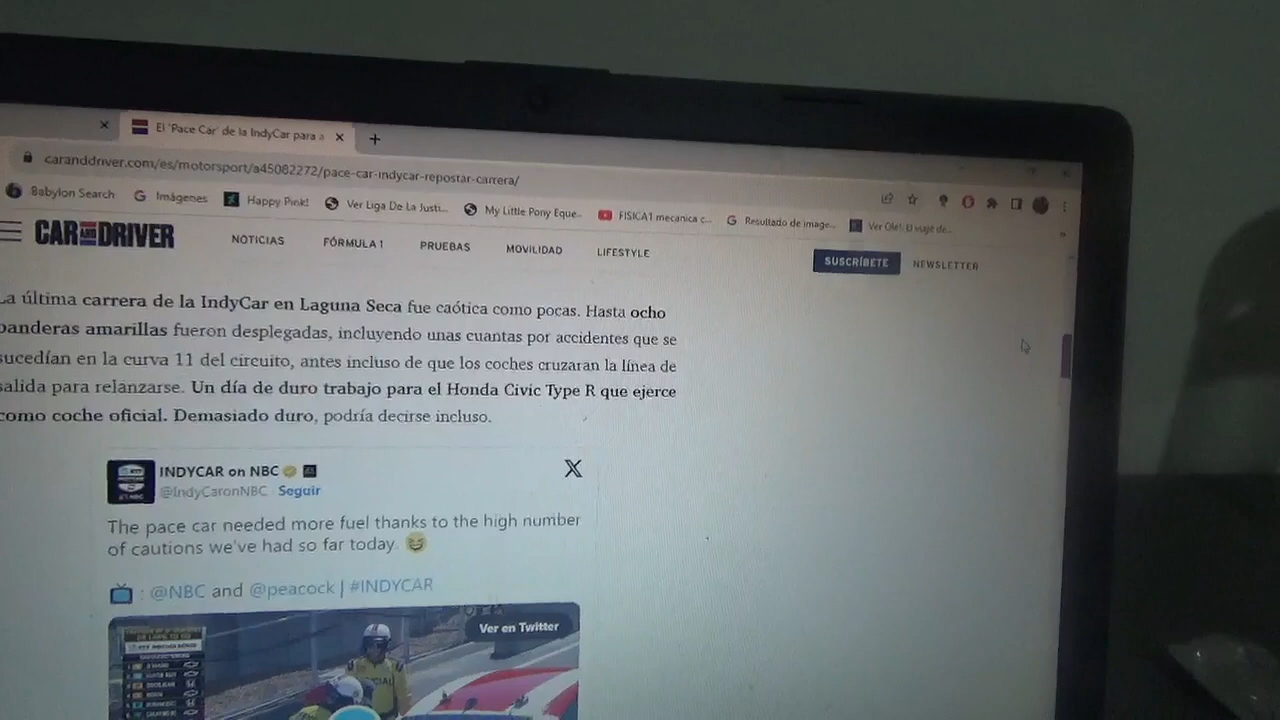 El 'Pace Car' de la IndyCar para a
caranddriver.com/es/motorsport/a45082272/pace-car-indycar-repostar-carrera/
Babylon Search
Imágenes
Happy Pink!
Ver Liga De La Justi...
My Little Pony Eque...
FISICA1 mecanica c...
Resultado de image...
Ver Olé! El viaje de...
CAR AND DRIVER
NOTICIAS
FÓRMULA 1
PRUEBAS
MOVILIDAD
LIFESTYLE
SUSCRÍBETE
NEWSLETTER
La última carrera de la IndyCar en Laguna Seca fue caótica como pocas. Hasta ocho
banderas amarillas fueron desplegadas, incluyendo unas cuantas por accidentes que se
sucedían en la curva 11 del circuito, antes incluso de que los coches cruzaran la línea de
salida para relanzarse. Un día de duro trabajo para el Honda Civic Type R que ejerce
como coche oficial. Demasiado duro, podría decirse incluso.
INDYCAR on NBC
@IndyCaronNBC Seguir
The pace car needed more fuel thanks to the high number
of cautions we've had so far today
: @NBC and @peacock | #INDYCAR
Ver en Twitter